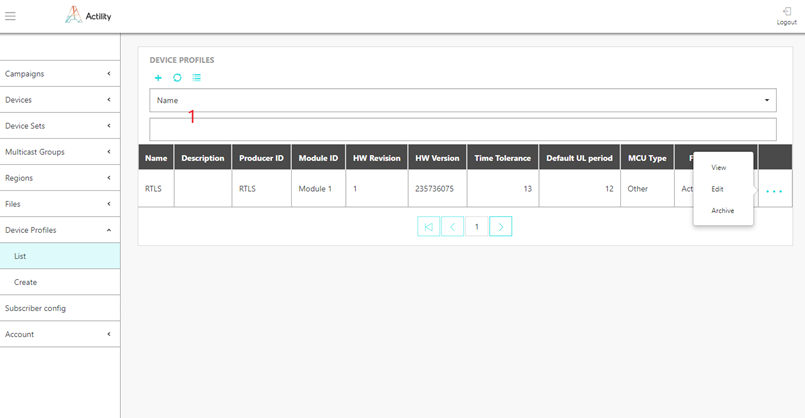 Actility
Logout
Campaigns
Devices
Device Sets
Multicast Groups
Regions
Files
Device Profiles
List
Create
Subscriber config
Account
DEVICE PROFILES
Name
1
Name Description Producer ID Module ID HW Revision HW Version Time Tolerance Default UL period MCU Type F
RTLS RTLS Module 1 1 235736075 13 12 Other Act
View
Edit
Archive
1